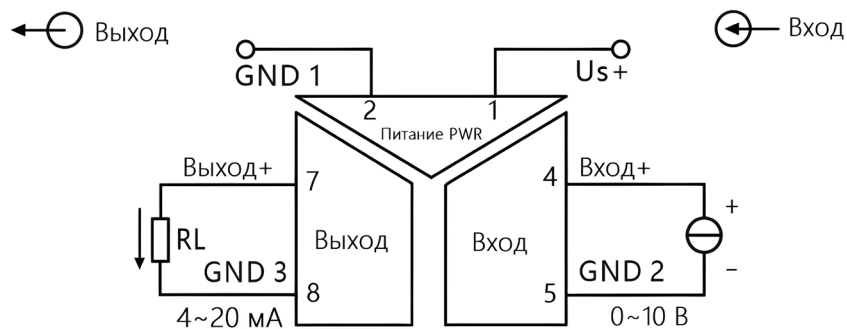 Выход
Вход
GND 1
Us+
2
1
Питание PWR
Выход+
7
4
Вход+
+
RL
Выход
Вход
GND 3
GND 2
−
8
5
4~20 мА
0~10 В